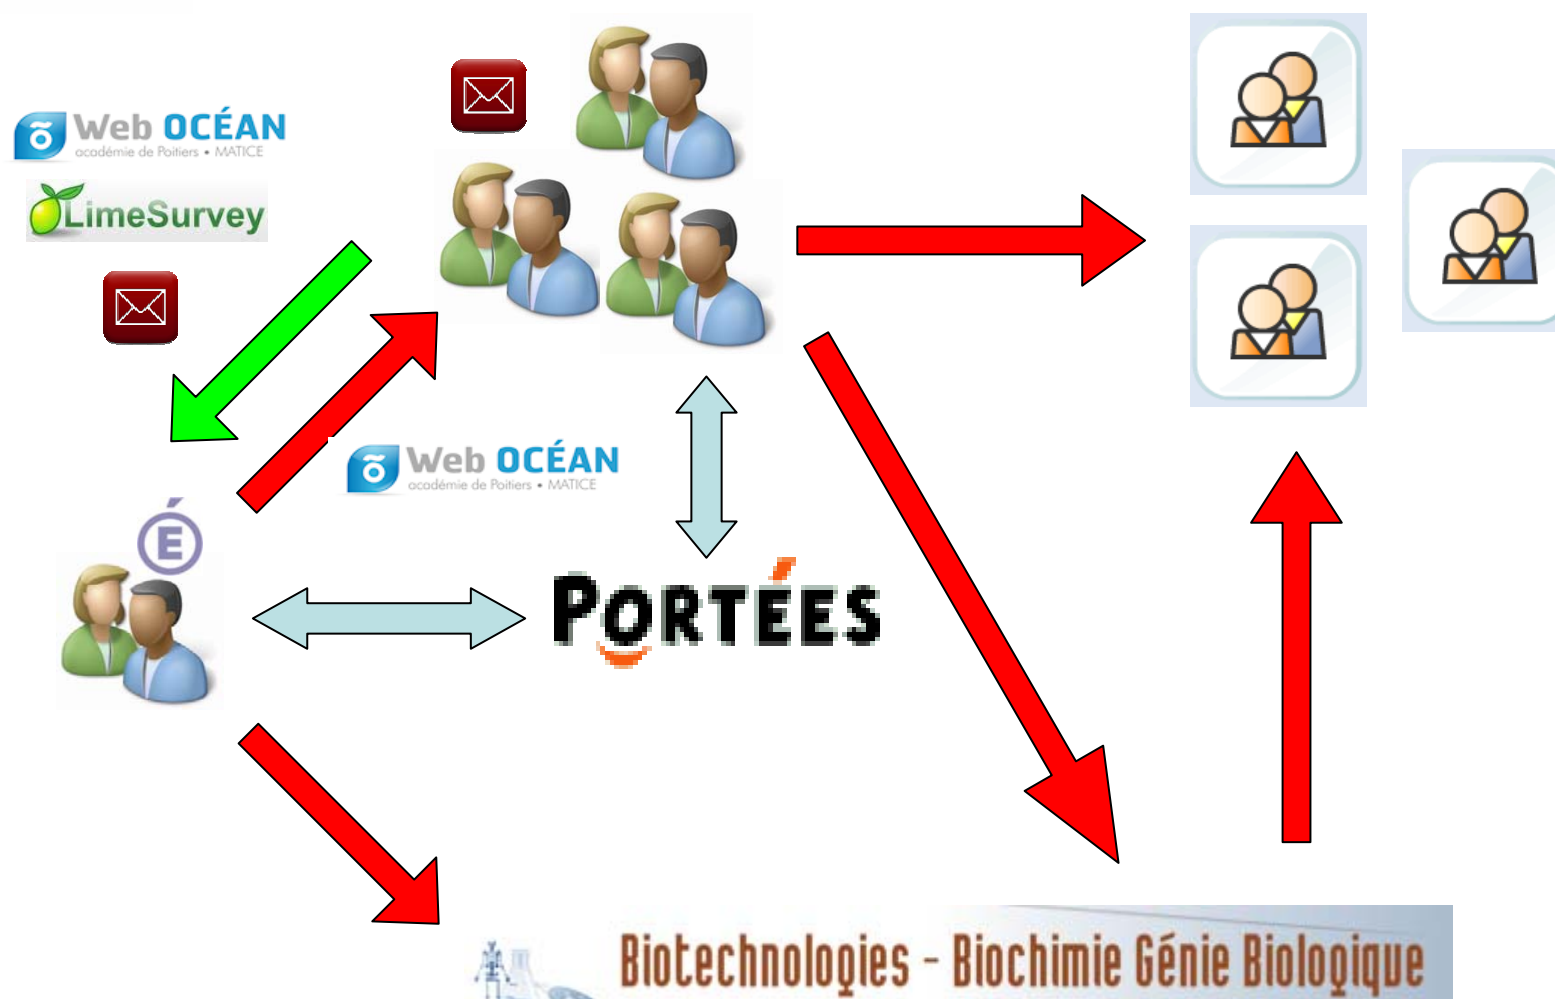 Web OCÉAN
académie de Poitiers • MATICE
LimeSurvey
Web OCÉAN
académie de Poitiers • MATICE
É
PORTÉES
Biotechnologies - Biochimie Génie Biologique